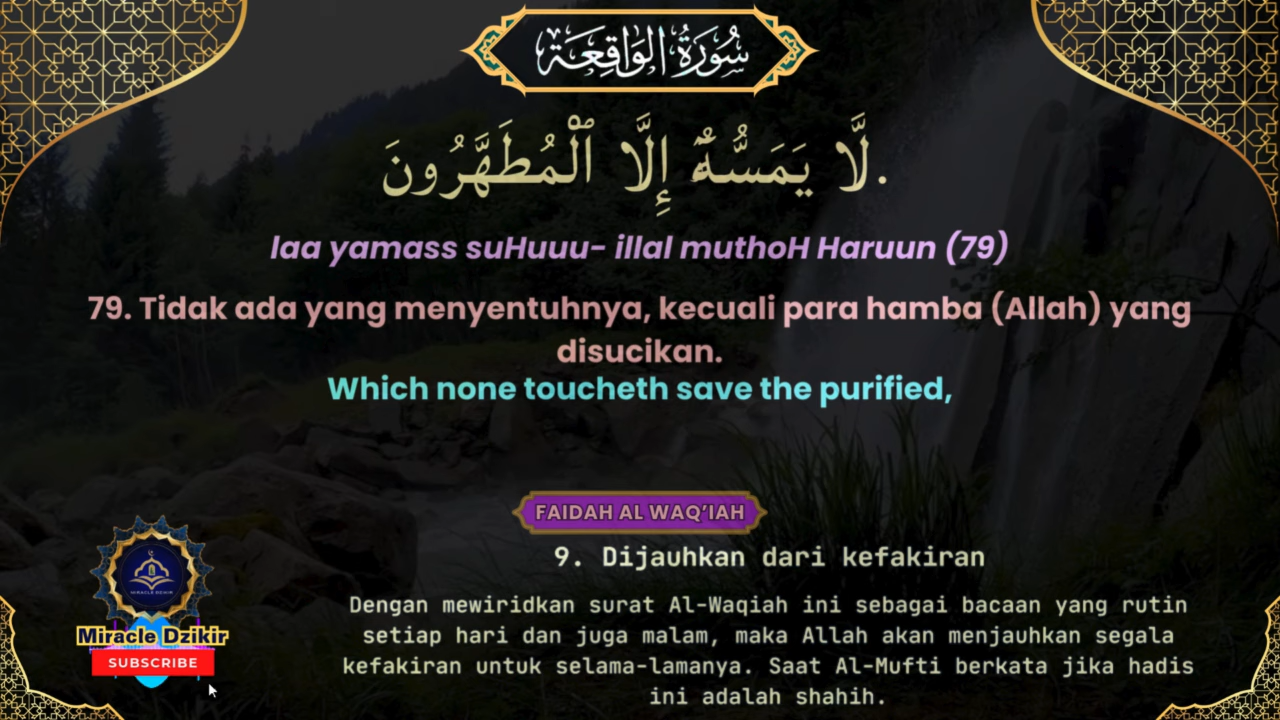 سُورَةُ الوَاقِعَة
لَّا يَمَسُّهُۥٓ إِلَّا ٱلْمُطَهَّرُونَ.
laa yamass suHuuu- illal muthoH Haruun (79)
79. Tidak ada yang menyentuhnya, kecuali para hamba (Allah) yang
disucikan.
Which none toucheth save the purified,
FAIDAH AL WAQ’IAH
9. Dijauhkan dari kefakiran
Dengan mewiridkan surat Al-Waqiah ini sebagai bacaan yang rutin
setiap hari dan juga malam, maka Allah akan menjauhkan segala
kefakiran untuk selama-lamanya. Saat Al-Mufti berkata jika hadis
ini adalah shahih.
MIRACLE DZIKIR
Miracle Dzikir
SUBSCRIBE